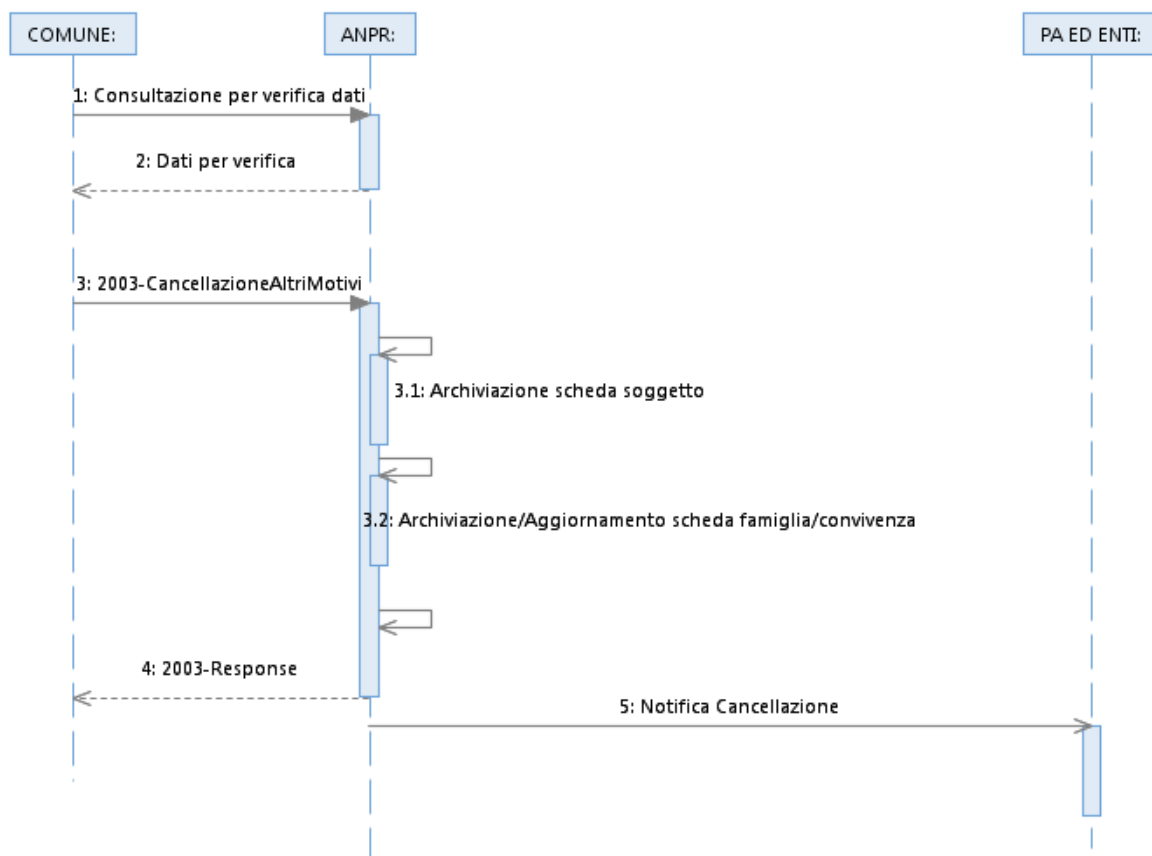 COMUNE:
ANPR:
PA ED ENTI:
1: Consultazione per verifica dati
2: Dati per verifica
3: 2003-CancellazioneAltriMotivi
3.1: Archiviazione scheda soggetto
3.2: Archiviazione/Aggiornamento scheda famiglia/convivenza
4: 2003-Response
5: Notifica Cancellazione